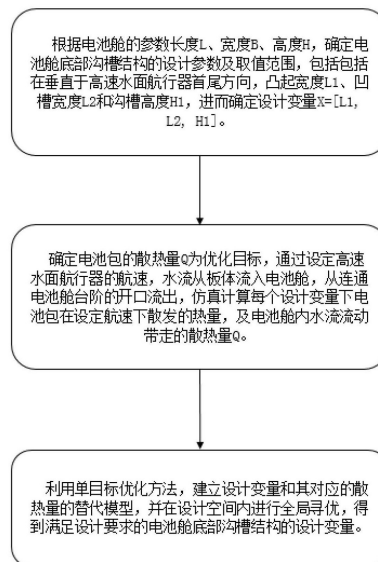 根据电池舱的参数长度L、宽度B、高度H，确定电
池舱底部沟槽结构的设计参数及取值范围，包括包括
在垂直于高速水面航行器首尾方向，凸起宽度L1、凹
槽宽度L2和沟槽高度H1，进而确定设计变量X=[L1,
L2, H1]。
确定电池包的散热量Q为优化目标，通过设定高速
水面航行器的航速，水流从板体流入电池舱，从连通
电池舱台阶的开口流出，仿真计算每个设计变量下电
池包在设定航速下散发的热量，及电池舱内水流流动
带走的散热量Q。
利用单目标优化方法，建立设计变量和其对应的散
热量的替代模型，并在设计空间内进行全局寻优，得
到满足设计要求的电池舱底部沟槽结构的设计变量。